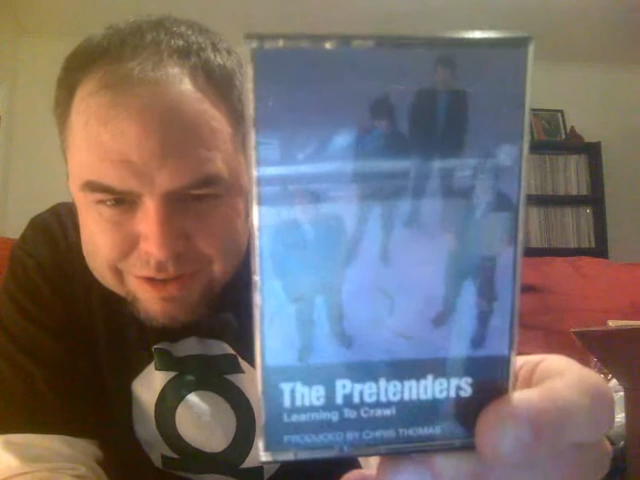 The Pretenders
Learning To Crawl
PRODUCED BY CHRIS THOMAS